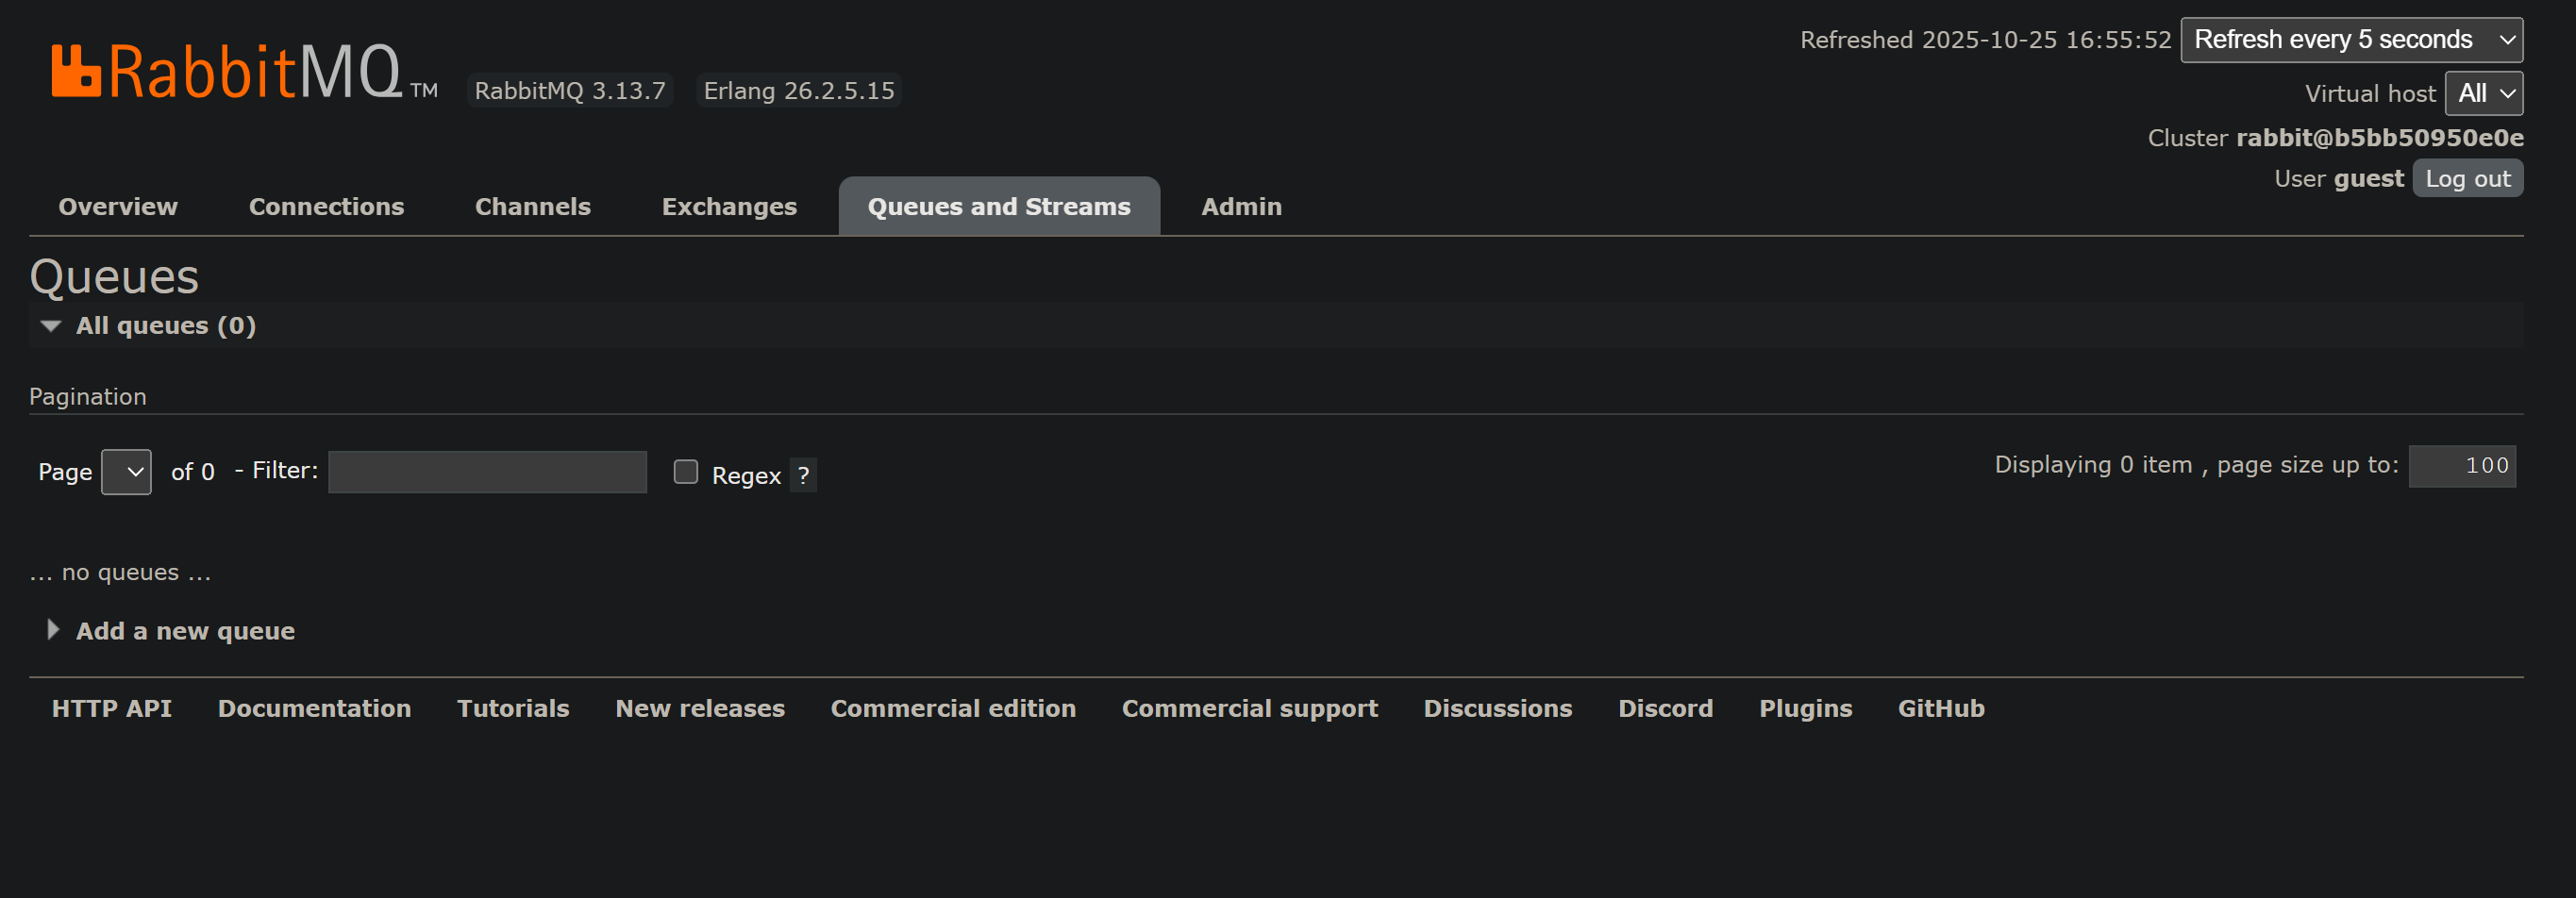 RabbitMQ TM RabbitMQ 3.13.7 Erlang 26.2.5.15
Refreshed 2025-10-25 16:55:52 Refresh every 5 seconds
Virtual host All
Cluster rabbit@b5bb50950e0e
User guest Log out
Overview Connections Channels Exchanges Queues and Streams Admin
Queues
All queues (0)
Pagination
Page of 0 - Filter: Regex ? Displaying 0 item , page size up to: 100
... no queues ...
Add a new queue
HTTP API Documentation Tutorials New releases Commercial edition Commercial support Discussions Discord Plugins GitHub